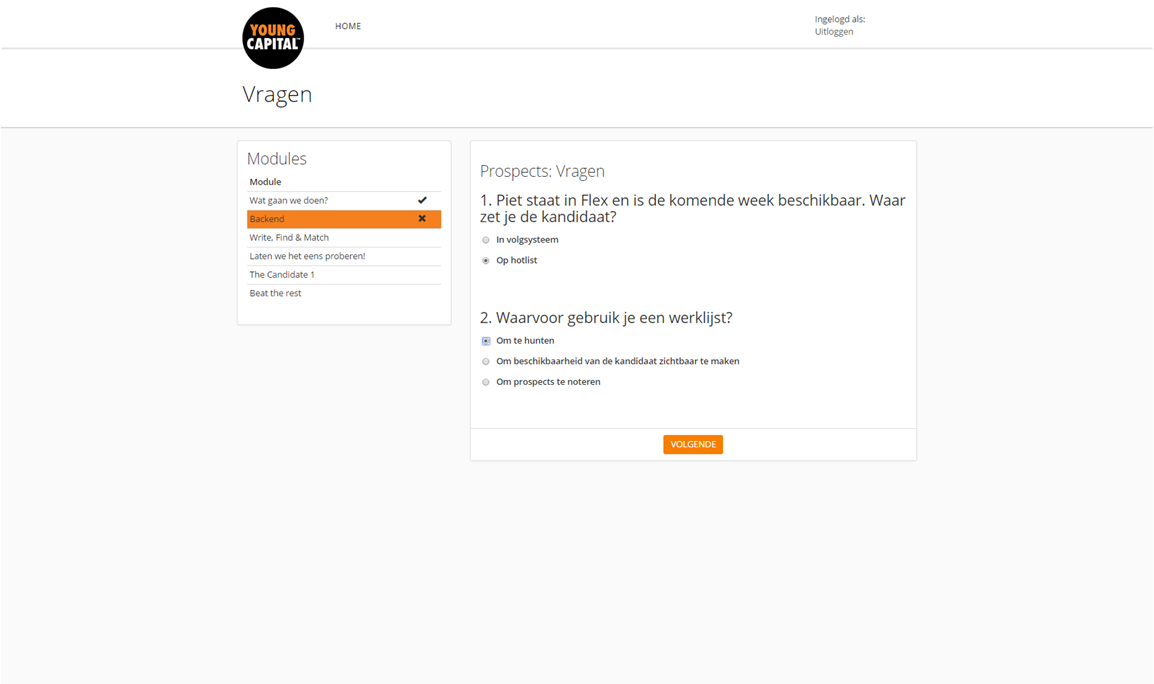 YOUNG
CAPITAL™
HOME
Ingelogd als:
Uitloggen
Vragen
Modules
Module
Wat gaan we doen?
Backend
Write, Find & Match
Laten we het eens proberen!
The Candidate 1
Beat the rest
Prospects: Vragen
1. Piet staat in Flex en is de komende week beschikbaar. Waar
zet je de kandidaat?
In volgsysteem
Op hotlist
2. Waarvoor gebruik je een werklijst?
Om te hunten
Om beschikbaarheid van de kandidaat zichtbaar te maken
Om prospects te noteren
VOLGENDE